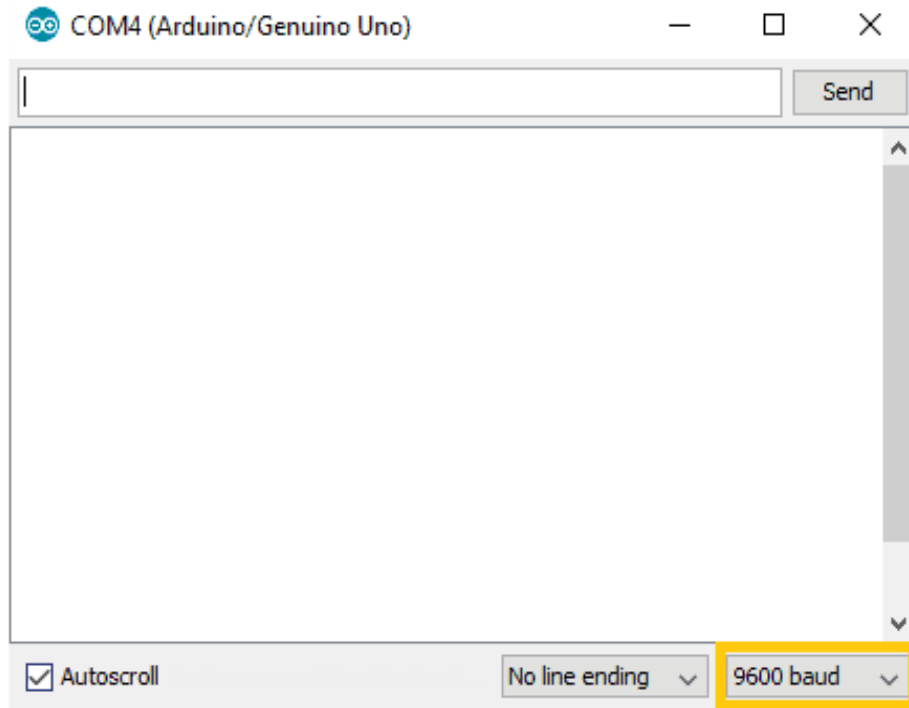 COM4 (Arduino/Genuino Uno)
Send
Autoscroll
No line ending
9600 baud